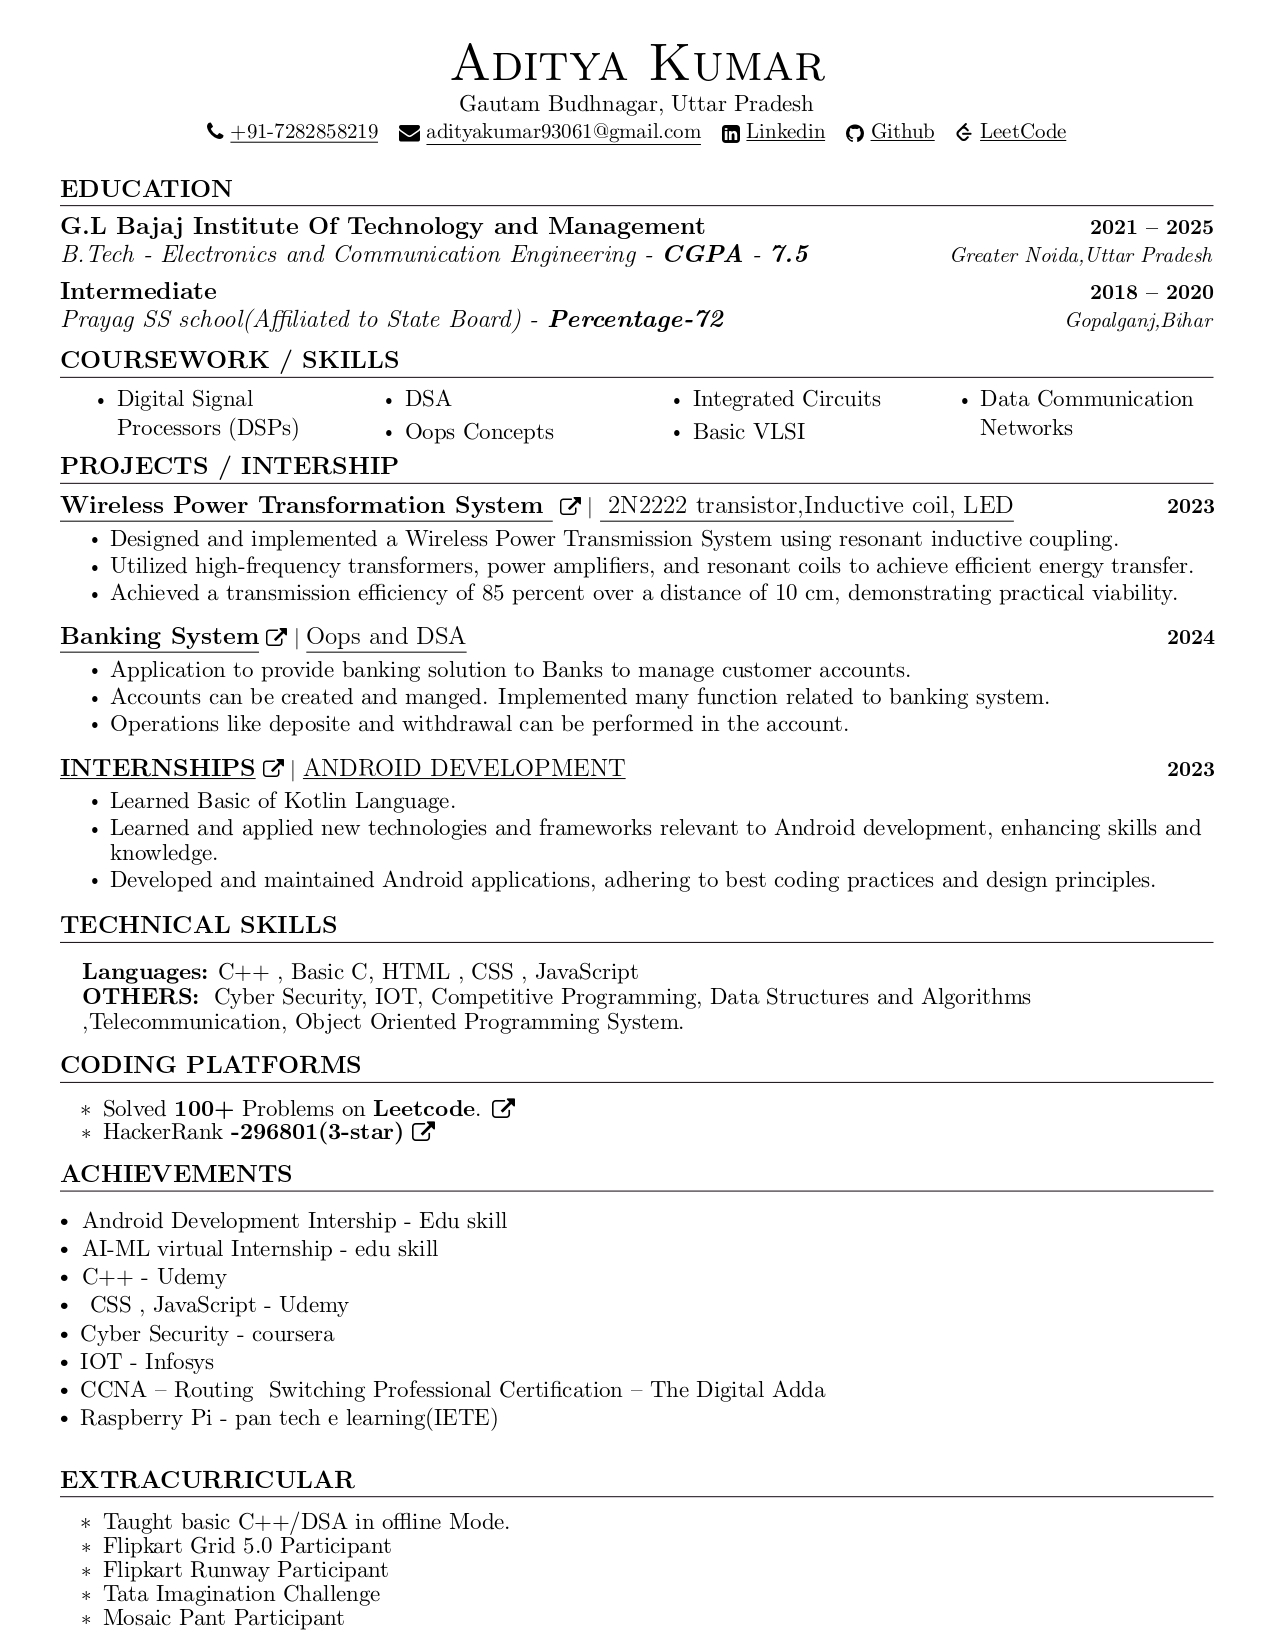 Aditya Kumar
Gautam Budhnagar, Uttar Pradesh
+91-7282858219 adityakumar93061@gmail.com Linkedin Github LeetCode
EDUCATION
G.L Bajaj Institute Of Technology and Management 2021 – 2025
B.Tech - Electronics and Communication Engineering - CGPA - 7.5 Greater Noida,Uttar Pradesh
Intermediate 2018 – 2020
Prayag SS school(Affiliated to State Board) - Percentage-72 Gopalganj,Bihar
COURSEWORK / SKILLS
• Digital Signal Processors (DSPs)
• DSA
• Oops Concepts
• Integrated Circuits
• Basic VLSI
• Data Communication Networks
PROJECTS / INTERSHIP
Wireless Power Transformation System | 2N2222 transistor,Inductive coil, LED 2023
• Designed and implemented a Wireless Power Transmission System using resonant inductive coupling.
• Utilized high-frequency transformers, power amplifiers, and resonant coils to achieve efficient energy transfer.
• Achieved a transmission efficiency of 85 percent over a distance of 10 cm, demonstrating practical viability.
Banking System | Oops and DSA 2024
• Application to provide banking solution to Banks to manage customer accounts.
• Accounts can be created and manged. Implemented many function related to banking system.
• Operations like deposite and withdrawal can be performed in the account.
INTERNSHIPS | ANDROID DEVELOPMENT 2023
• Learned Basic of Kotlin Language.
• Learned and applied new technologies and frameworks relevant to Android development, enhancing skills and
knowledge.
• Developed and maintained Android applications, adhering to best coding practices and design principles.
TECHNICAL SKILLS
Languages: C++ , Basic C, HTML , CSS , JavaScript
OTHERS: Cyber Security, IOT, Competitive Programming, Data Structures and Algorithms
,Telecommunication, Object Oriented Programming System.
CODING PLATFORMS
* Solved 100+ Problems on Leetcode.
* HackerRank -296801(3-star)
ACHIEVEMENTS
• Android Development Intership - Edu skill
• AI-ML virtual Internship - edu skill
• C++ - Udemy
• CSS , JavaScript - Udemy
• Cyber Security - coursera
• IOT - Infosys
• CCNA – Routing Switching Professional Certification – The Digital Adda
• Raspberry Pi - pan tech e learning(IETE)
EXTRACURRICULAR
* Taught basic C++/DSA in offline Mode.
* Flipkart Grid 5.0 Participant
* Flipkart Runway Participant
* Tata Imagination Challenge
* Mosaic Pant Participant